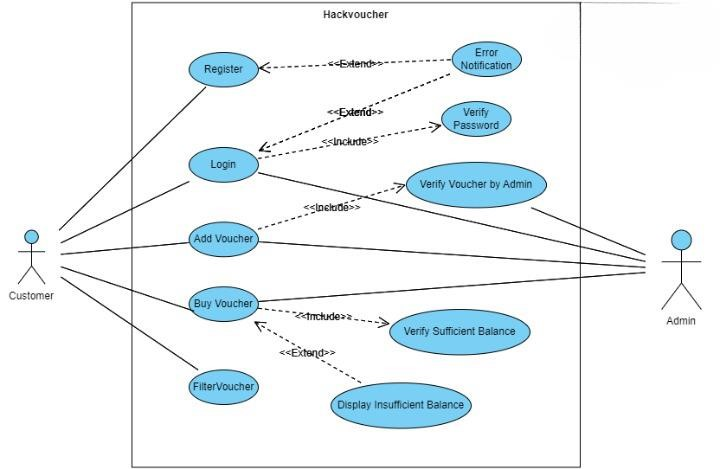 Hackvoucher
Error
Notification
Register
<<Extend>>
<<Extend>>
Verify
Password
<<Include>>
Login
Verify Voucher by Admin
<<Include>>
Add Voucher
Customer
Buy Voucher
<<Include>>
Verify Sufficient Balance
Admin
<<Extend>>
FilterVoucher
Display Insufficient Balance